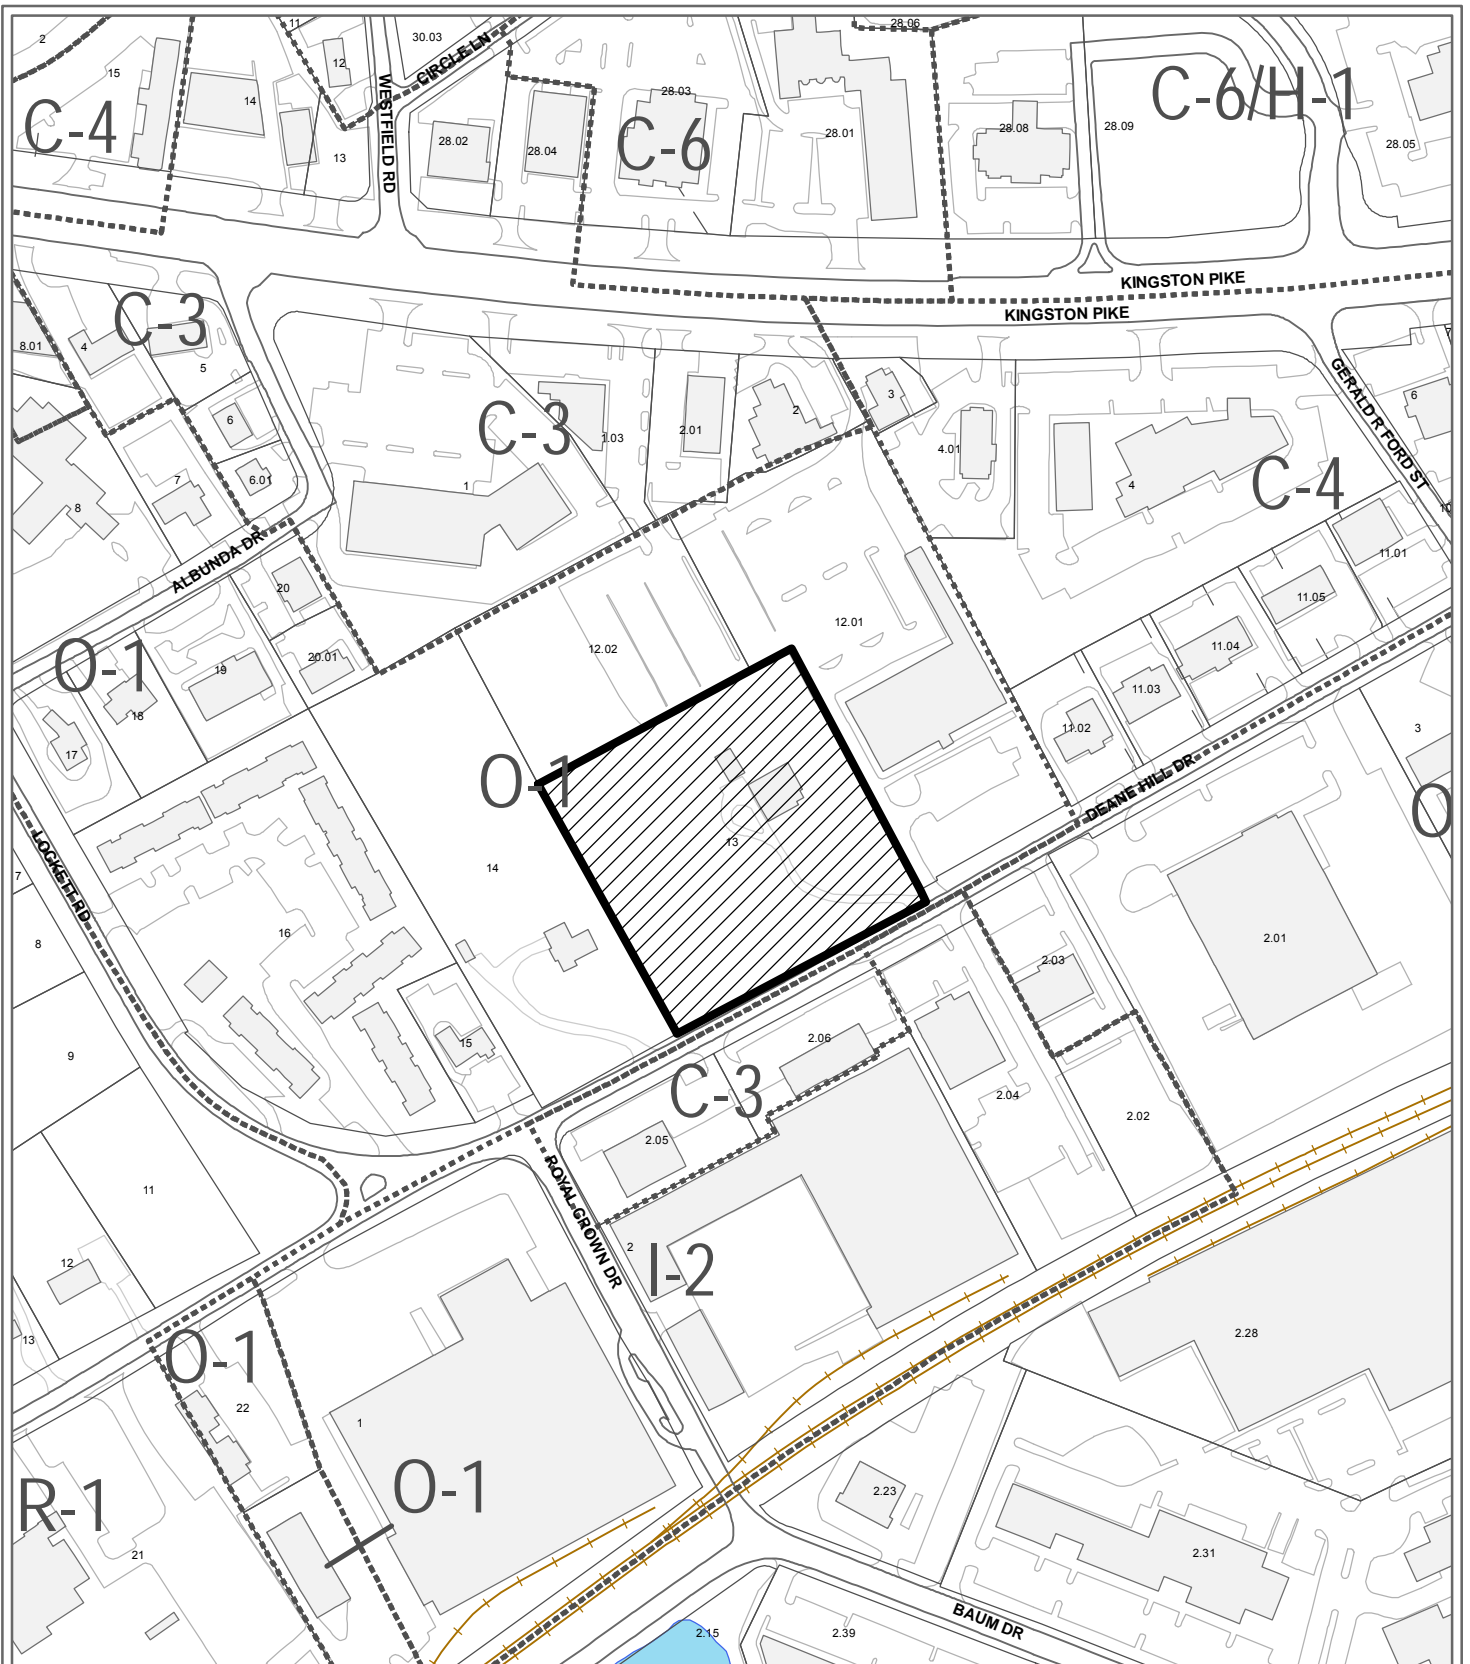 2
15
C-4
14
11
12
13
30.03
CIRCLE LN
WESTFIELD RD
28.02
28.04
28.03
C-6
28.01
28.06
28.08
28.09
C-6/H-1
28.05
KINGSTON PIKE
KINGSTON PIKE
8.01
4
C-3
5
6
6.01
7
8
ALBUNDA DR
C-3
1
1.03
2.01
2
3
4.01
4
C-4
GERALD R FORD ST
7
6
10
11.01
11.05
11.04
11.03
11.02
20
20.01
O-1
19
18
17
12.02
12.01
O-1
13
14
DEANE HILL DR
3
O
LOCKETT RD
7
8
9
16
15
11
12
13
2.01
2.03
2.06
C-3
2.04
2.02
2.05
ROYAL CROWN DR
2
I-2
2.28
O-1
22
1
O-1
R-1
21
2.23
2.31
BAUM DR
2.15
2.39